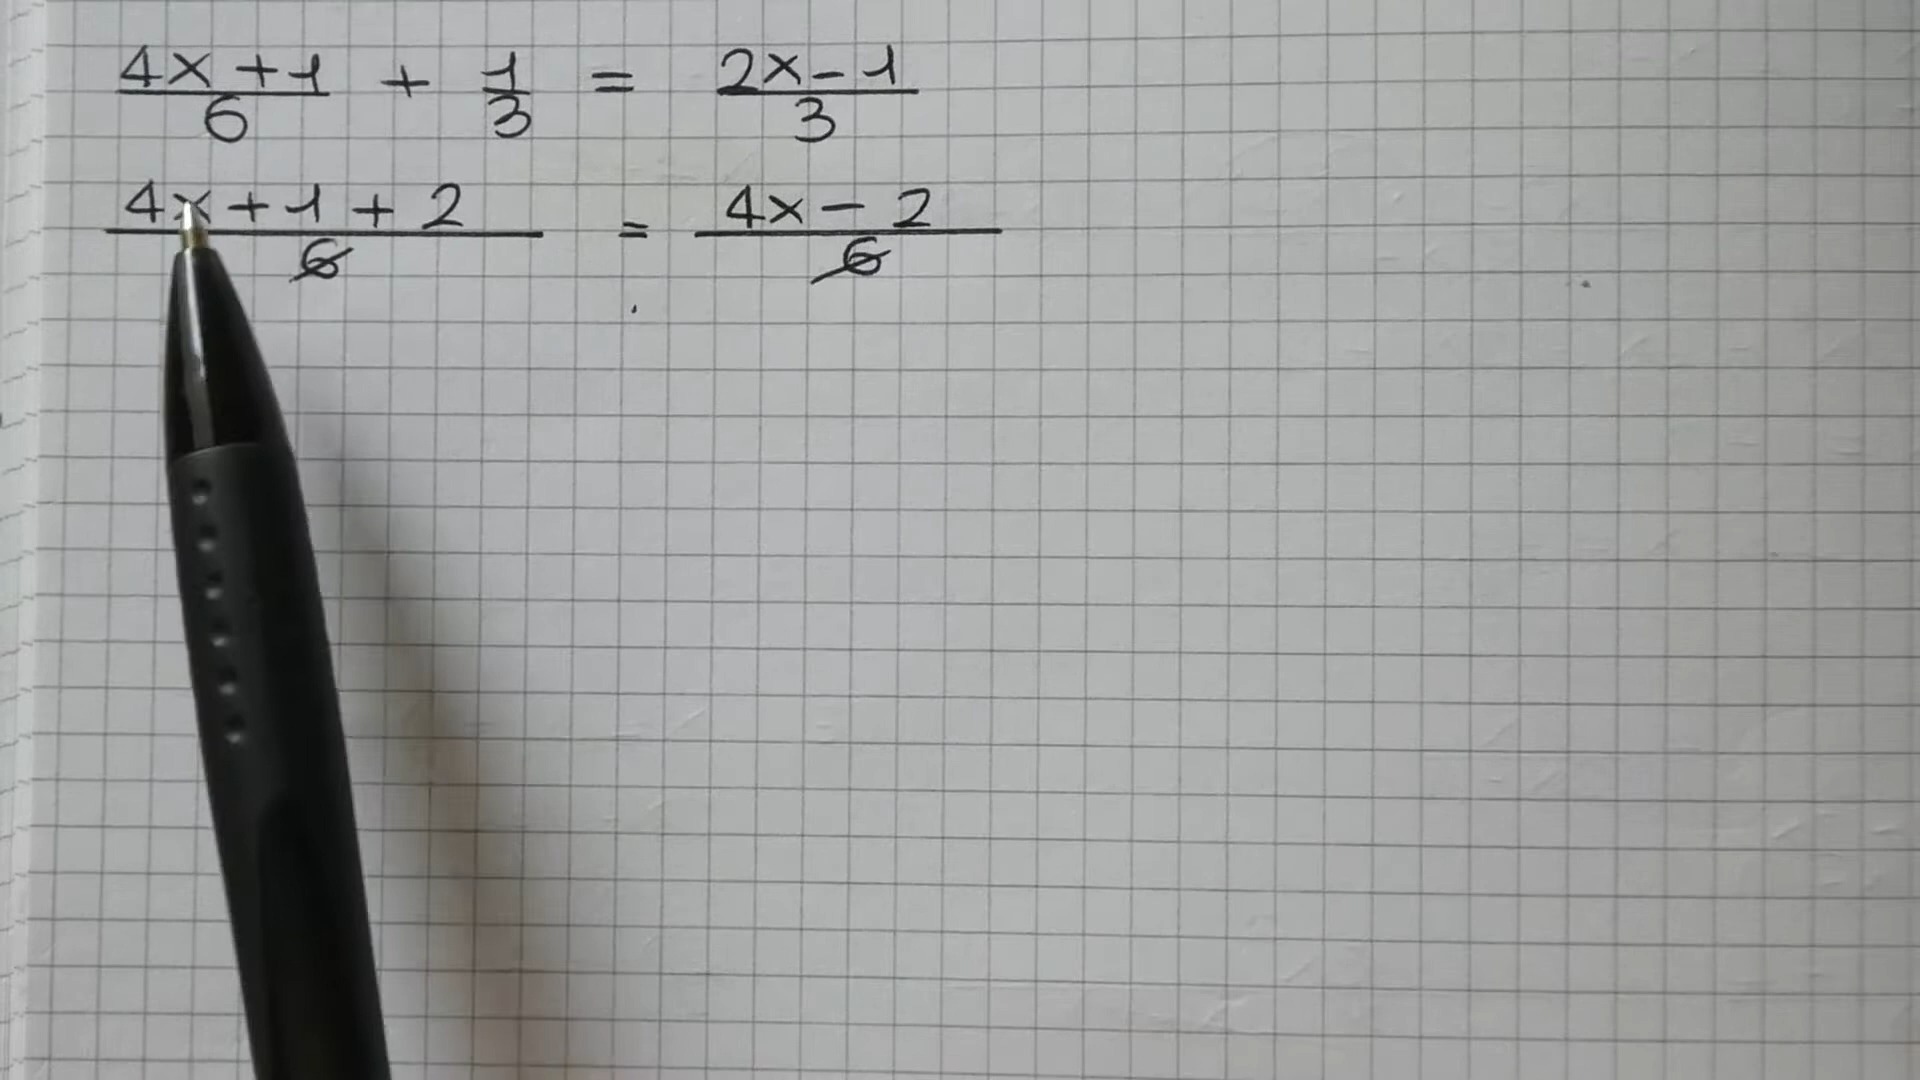 (4x + 1)/6 + 1/3 = (2x - 1)/3
(4x + 1 + 2)/6 = (4x - 2)/6